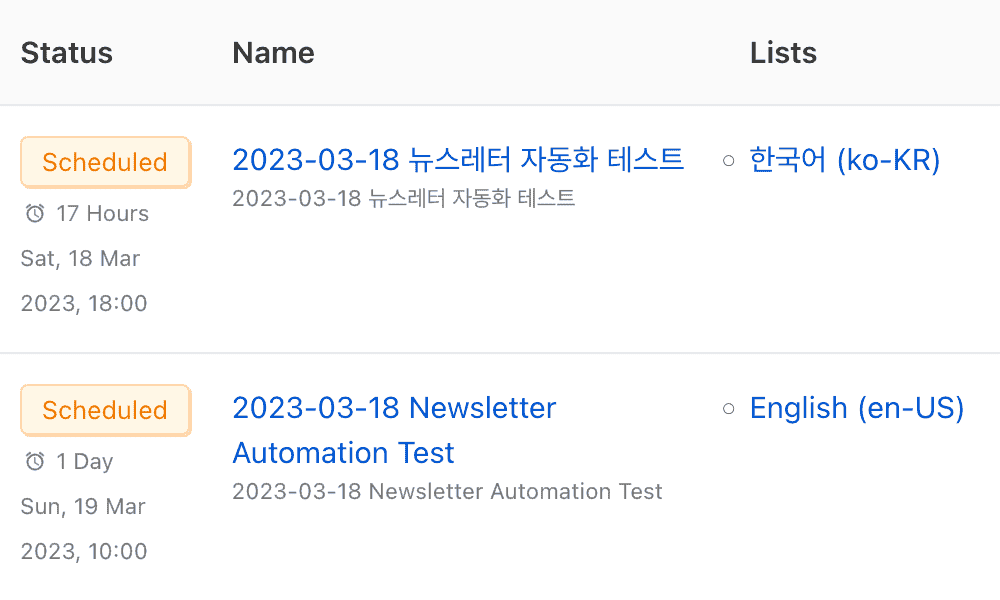 Status Name Lists
Scheduled 2023-03-18 뉴스레터 자동화 테스트 한국어 (ko-KR)
2023-03-18 뉴스레터 자동화 테스트
17 Hours
Sat, 18 Mar
2023, 18:00
Scheduled 2023-03-18 Newsletter English (en-US)
Automation Test
1 Day
2023-03-18 Newsletter Automation Test
Sun, 19 Mar
2023, 10:00